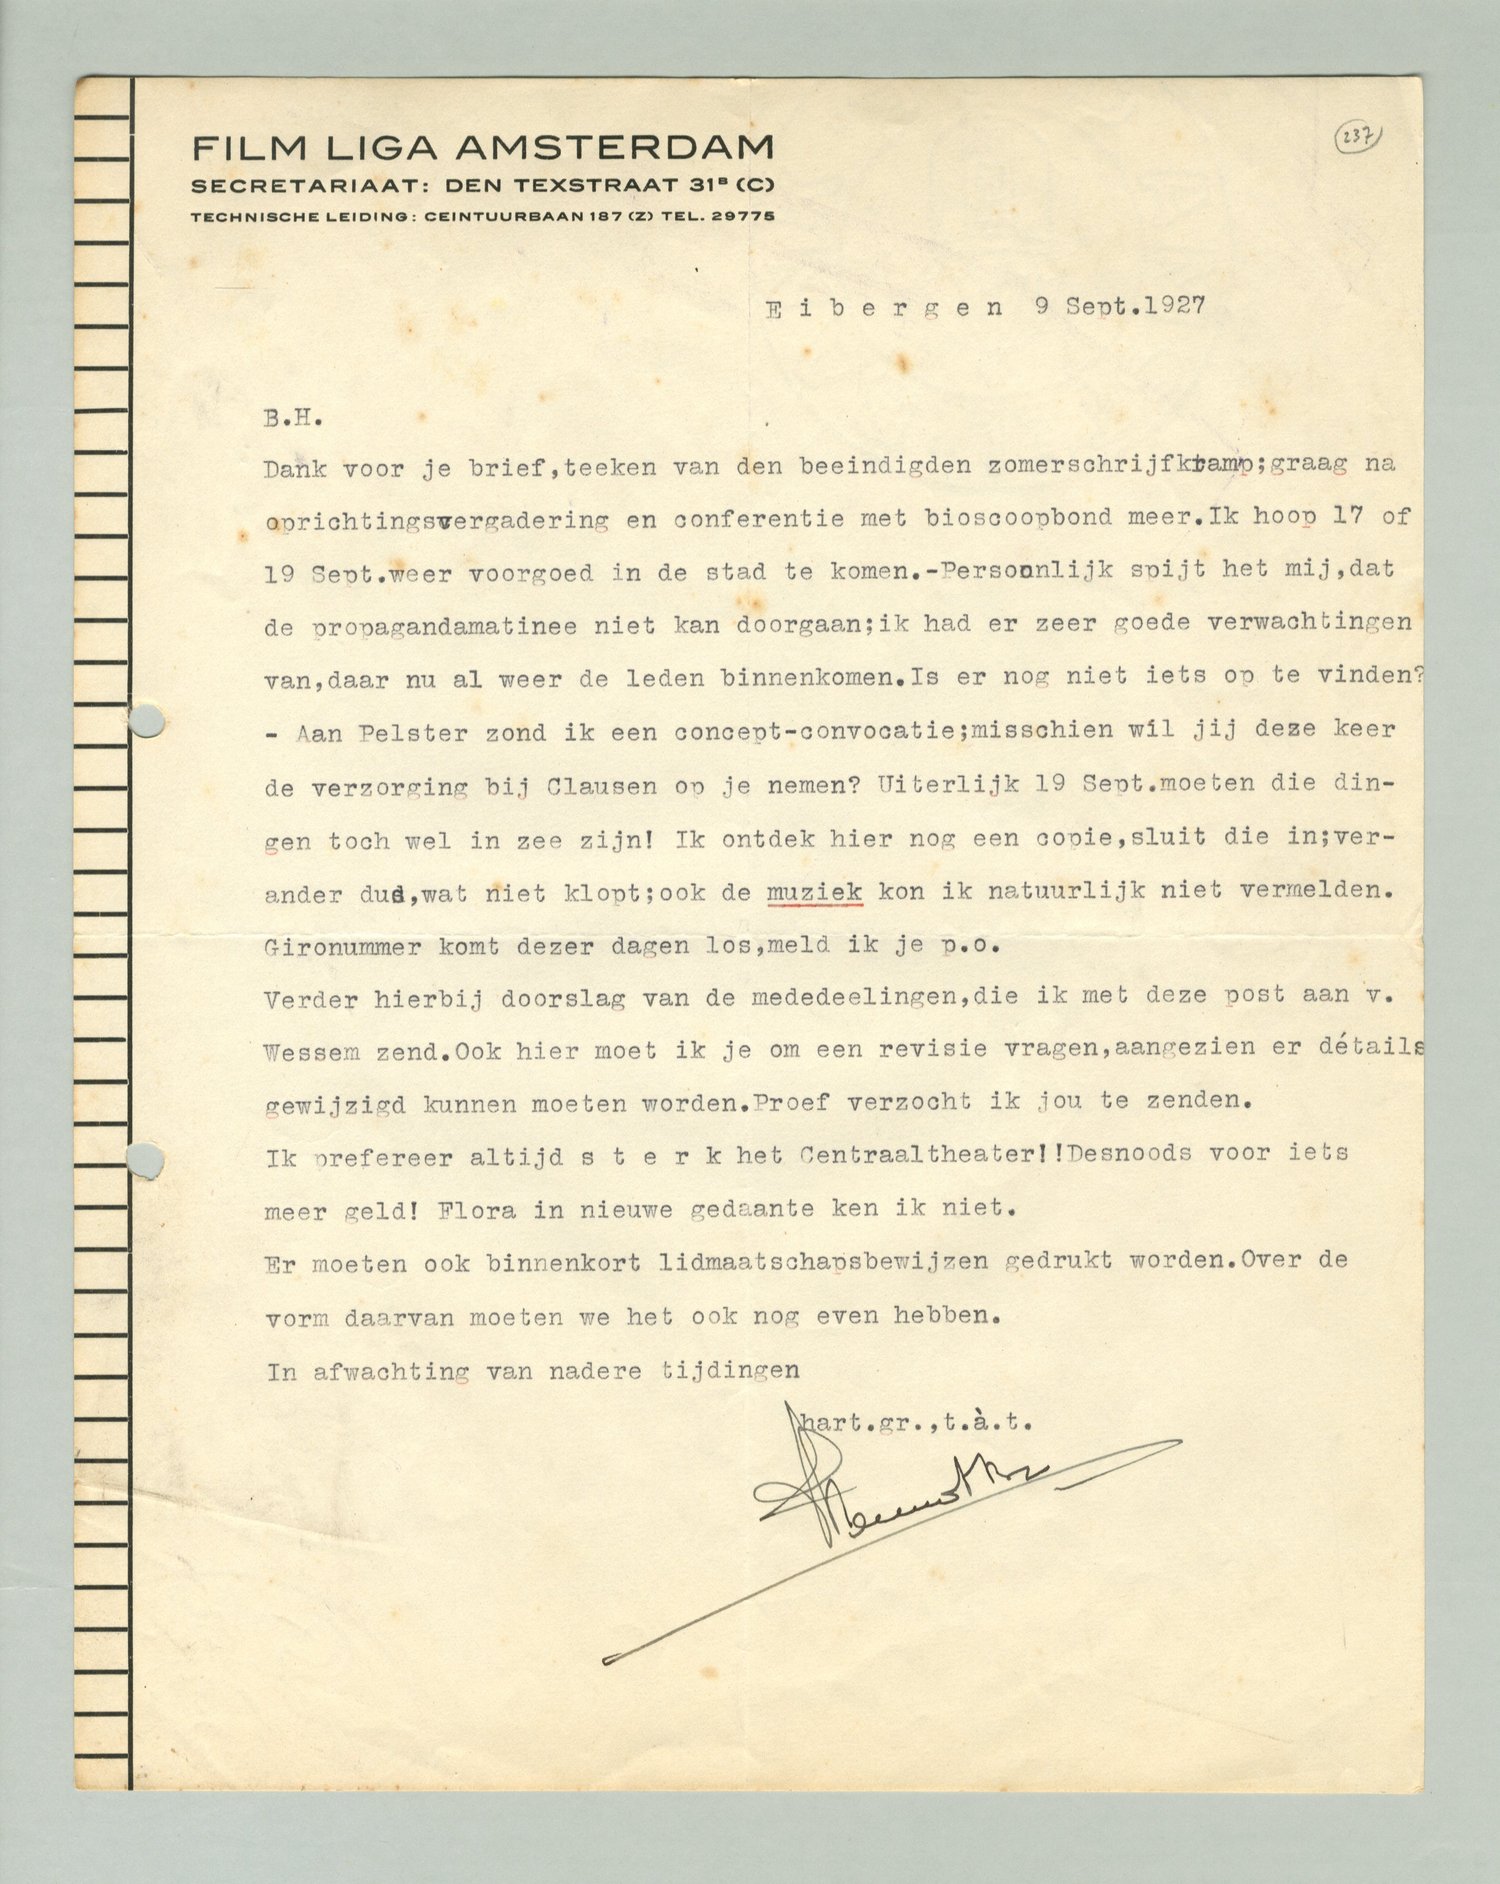 FILM LIGA AMSTERDAM
SECRETARIAAT: DEN TEXSTRAAT 31ᴮ (C)
TECHNISCHE LEIDING: CEINTUURBAAN 187 (Z) TEL. 29775
237
E i b e r g e n 9 Sept.1927
B.H.
Dank voor je brief,teeken van den beeindigden zomerschrijfkramp;graag na
oprichtingsvergadering en conferentie met bioscoopbond meer.Ik hoop 17 of
19 Sept.weer voorgoed in de stad te komen.-Persoonlijk spijt het mij,dat
de propagandamatinee niet kan doorgaan;ik had er zeer goede verwachtingen
van,daar nu al weer de leden binnenkomen.Is er nog niet iets op te vinden?
- Aan Pelster zond ik een concept-convocatie;misschien wil jij deze keer
de verzorging bij Clausen op je nemen? Uiterlijk 19 Sept.moeten die din-
gen toch wel in zee zijn! Ik ontdek hier nog een copie,sluit die in;ver-
ander dus,wat niet klopt;ook de muziek kon ik natuurlijk niet vermelden.
Gironummer komt dezer dagen los,meld ik je p.o.
Verder hierbij doorslag van de mededeelingen,die ik met deze post aan v.
Wessem zend.Ook hier moet ik je om een revisie vragen,aangezien er détails
gewijzigd kunnen moeten worden.Proef verzocht ik jou te zenden.
Ik prefereer altijd s t e r k het Centraaltheater!!Desnoods voor iets
meer geld! Flora in nieuwe gedaante ken ik niet.
Er moeten ook binnenkort lidmaatschapsbewijzen gedrukt worden.Over de
vorm daarvan moeten we het ook nog even hebben.
In afwachting van nadere tijdingen
hart.gr.,t.à.t.